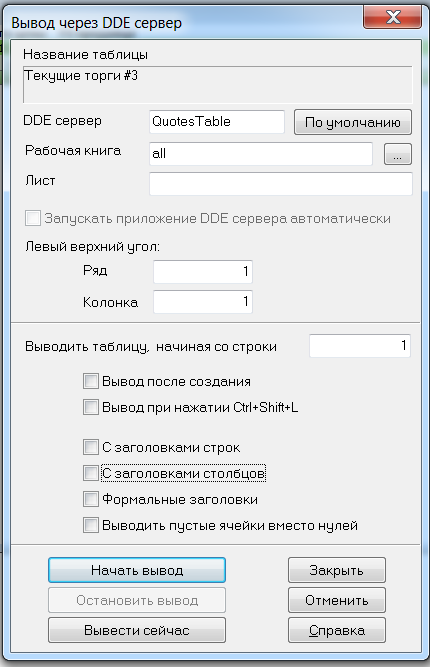 Вывод через DDE сервер
Название таблицы
Текущие торги #3
DDE сервер QuotesTable По умолчанию
Рабочая книга all ...
Лист
Запускать приложение DDE сервера автоматически
Левый верхний угол:
Ряд 1
Колонка 1
Выводить таблицу, начиная со строки 1
Вывод после создания
Вывод при нажатии Ctrl+Shift+L
С заголовками строк
С заголовками столбцов
Формальные заголовки
Выводить пустые ячейки вместо нулей
Начать вывод Закрыть
Остановить вывод Отменить
Вывести сейчас Справка